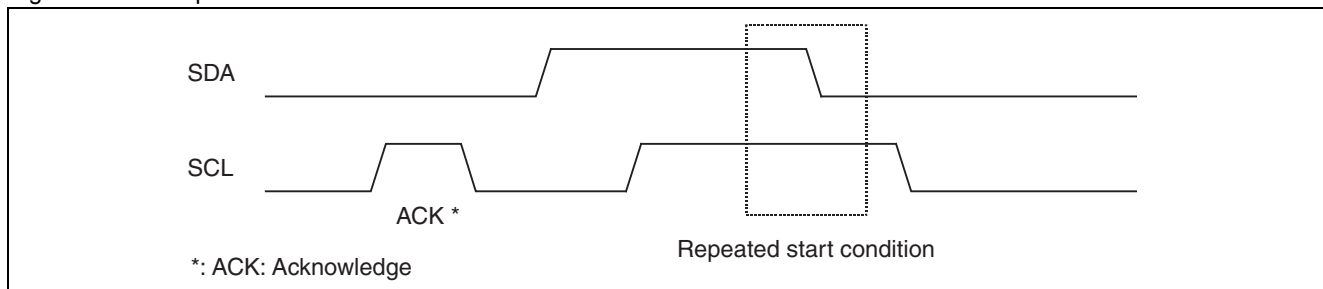 SDA
SCL
ACK *
Repeated start condition
*: ACK: Acknowledge